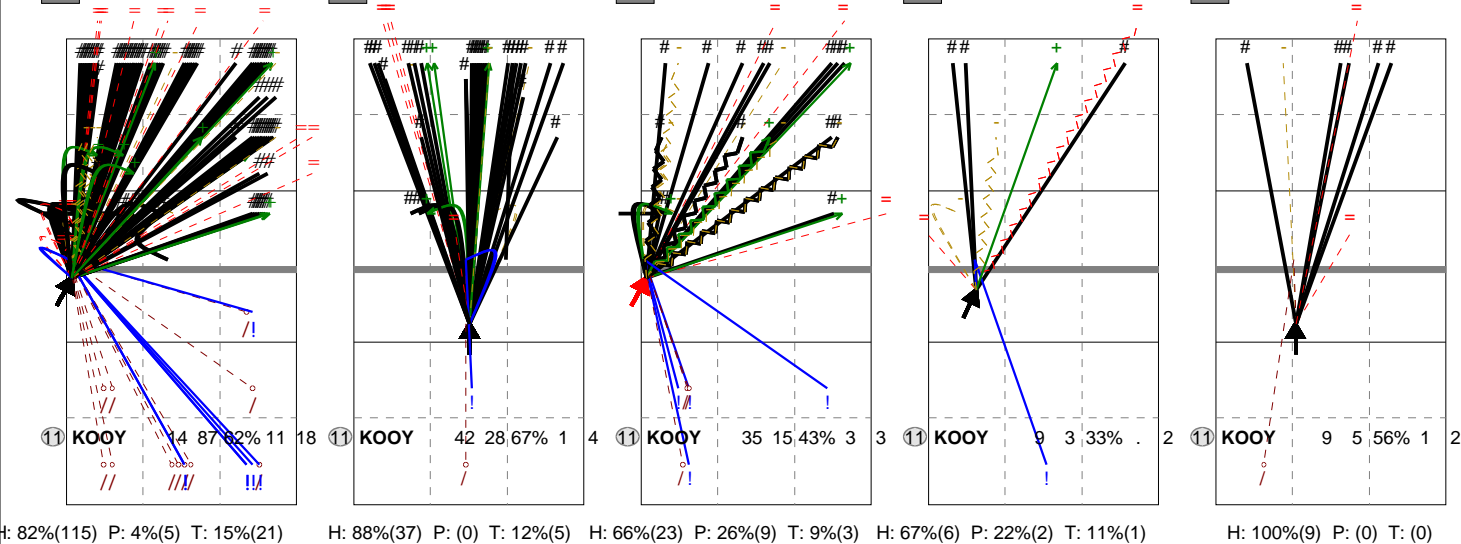 11 KOOY 14 87 62% 11 18
11 KOOY 42 28 67% 1 4
11 KOOY 35 15 43% 3 3
11 KOOY 9 3 33% . 2
11 KOOY 9 5 56% 1 2
H: 82%(115) P: 4%(5) T: 15%(21)
H: 88%(37) P: (0) T: 12%(5)
H: 66%(23) P: 26%(9) T: 9%(3)
H: 67%(6) P: 22%(2) T: 11%(1)
H: 100%(9) P: (0) T: (0)